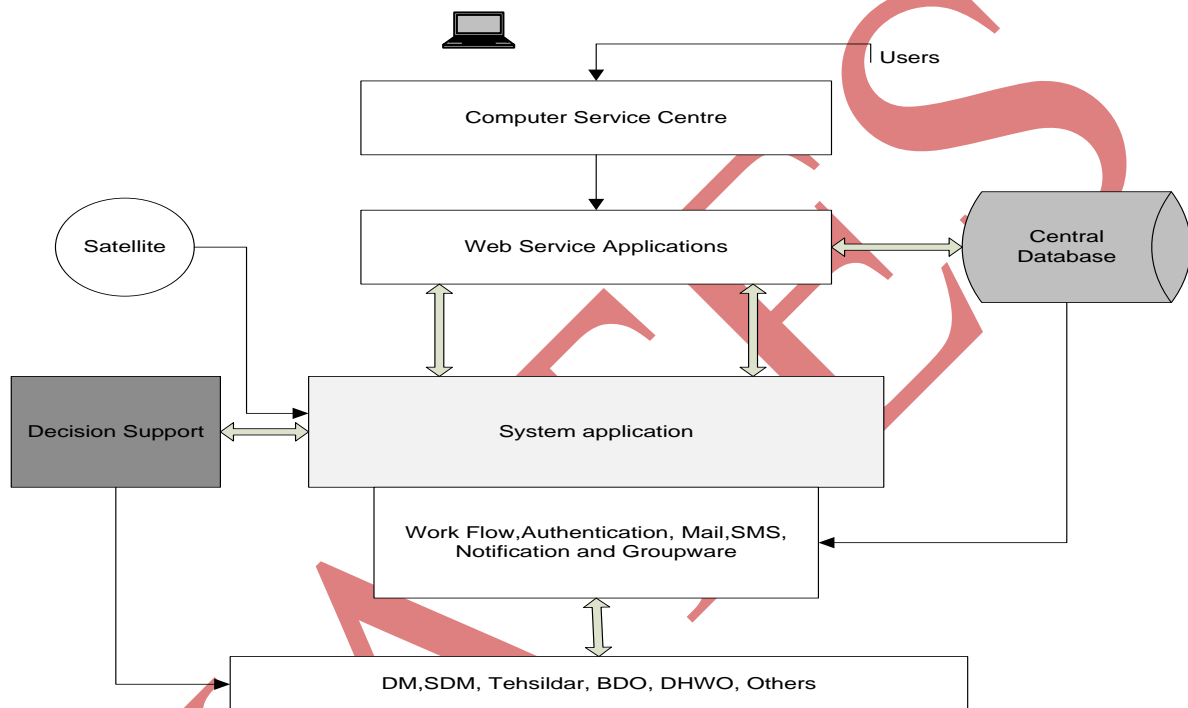 Users
Computer Service Centre
Satellite
Web Service Applications
Central
Database
Decision Support
System application
Work Flow,Authentication, Mail,SMS,
Notification and Groupware
DM,SDM, Tehsildar, BDO, DHWO, Others